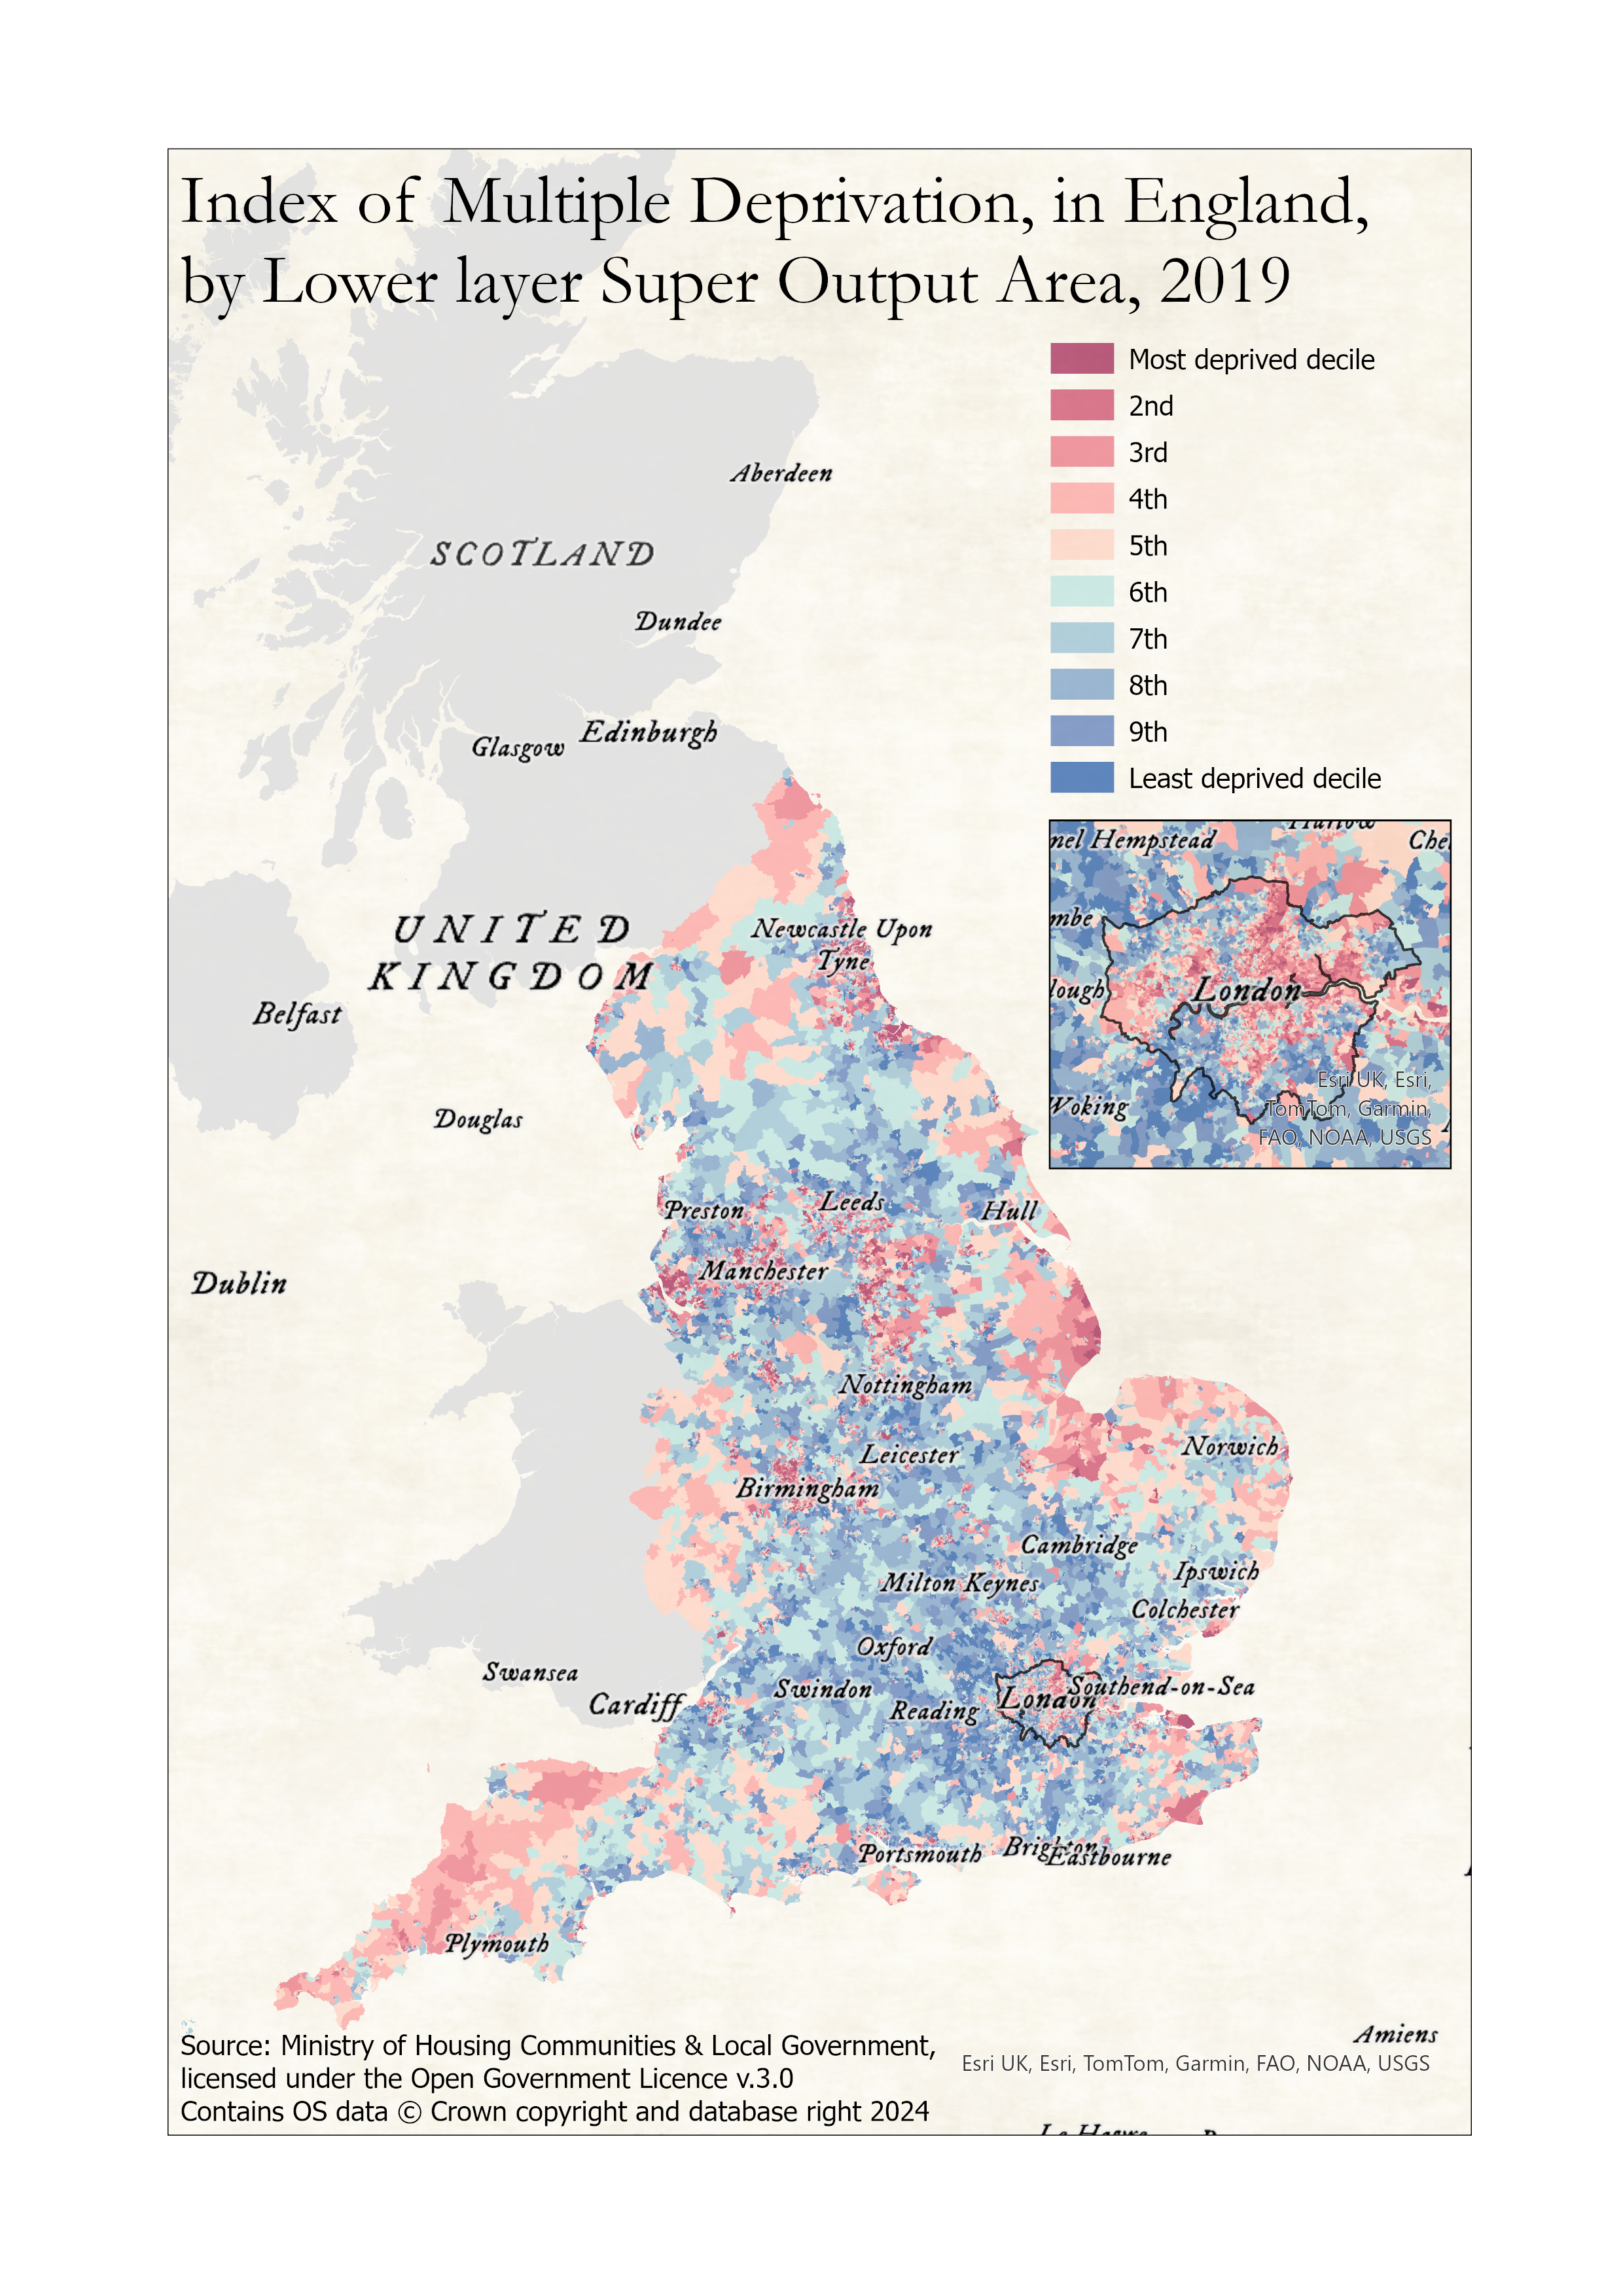 Index of Multiple Deprivation, in England,
by Lower layer Super Output Area, 2019
Most deprived decile
2nd
3rd
4th
5th
6th
7th
8th
9th
Least deprived decile
Aberdeen
SCOTLAND
Dundee
Edinburgh
Glasgow
UNITED
KINGDOM
Newcastle Upon
Tyne
Belfast
Douglas
nel Hempstead
Harlow
Che
mbe
lough
London
Woking
Esri UK, Esri,
TomTom, Garmin,
FAO, NOAA, USGS
Preston
Leeds
Hull
Manchester
Dublin
Nottingham
Leicester
Norwich
Birmingham
Cambridge
Ipswich
Milton Keynes
Colchester
Oxford
Swansea
Cardiff
Swindon
Reading
London
Southend-on-Sea
Portsmouth
Brighton
Eastbourne
Plymouth
Amiens
Source: Ministry of Housing Communities & Local Government,
licensed under the Open Government Licence v.3.0
Contains OS data © Crown copyright and database right 2024
Esri UK, Esri, TomTom, Garmin, FAO, NOAA, USGS
Le Havre